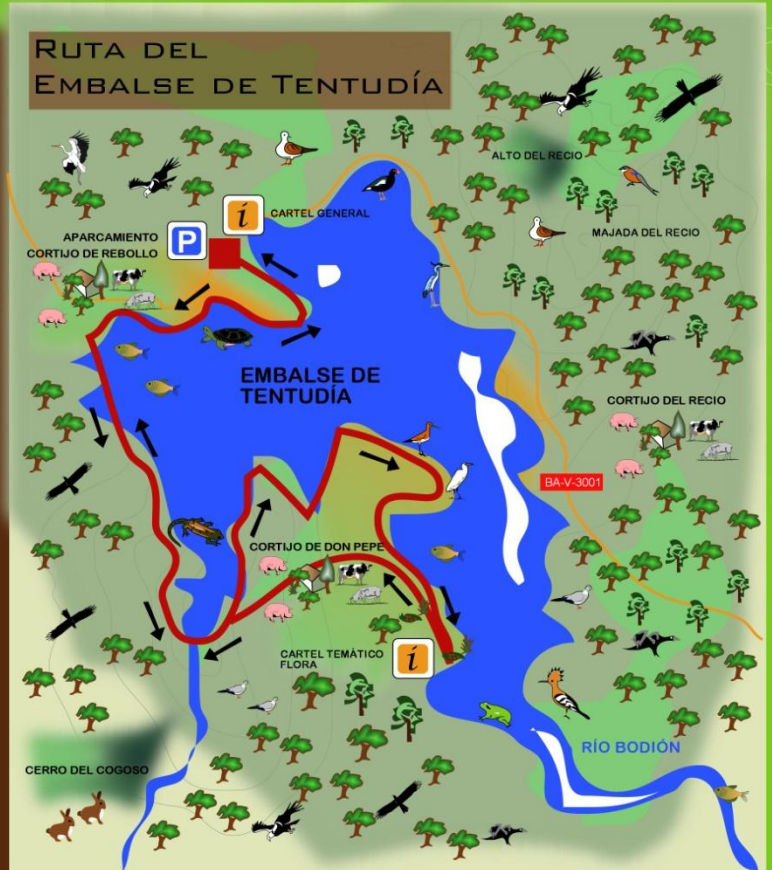 RUTA DEL
EMBALSE DE TENTUDÍA
ALTO DEL RECIO
i
CARTEL GENERAL
P
APARCAMIENTO
CORTIJO DE REBOLLO
MAJADA DEL RECIO
EMBALSE DE
TENTUDÍA
CORTIJO DEL RECIO
BA-V-3001
CORTIJO DE DON PEPE
CARTEL TEMÀTICO
FLORA
i
RÍO BODIÓN
CERRO DEL COGOSO